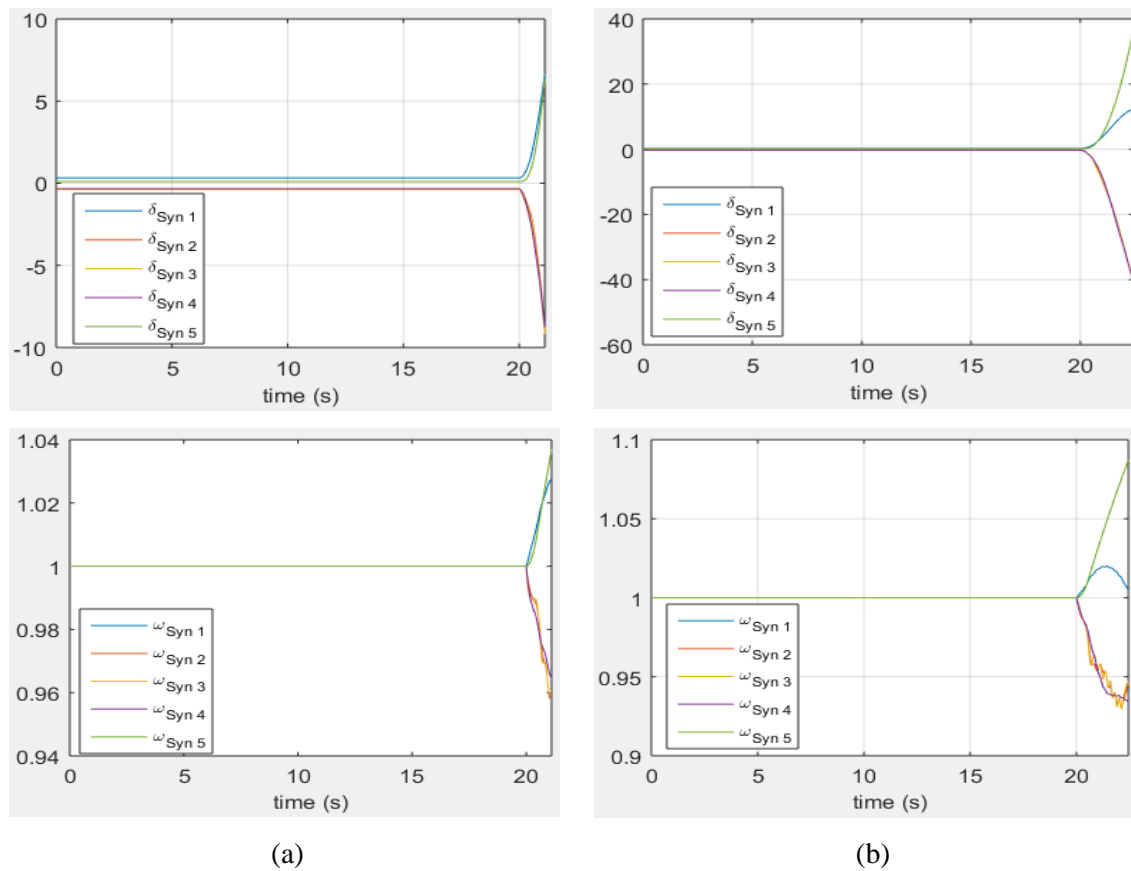 10
5
0
-5
-10
δSyn 1
δSyn 2
δSyn 3
δSyn 4
δSyn 5
0 5 10 15 20
time (s)
40
20
0
-20
-40
-60
δSyn 1
δSyn 2
δSyn 3
δSyn 4
δSyn 5
0 5 10 15 20
time (s)
1.04
1.02
1
0.98
0.96
0.94
ωSyn 1
ωSyn 2
ωSyn 3
ωSyn 4
ωSyn 5
0 5 10 15 20
time (s)
1.1
1.05
1
0.95
0.9
ωSyn 1
ωSyn 2
ωSyn 3
ωSyn 4
ωSyn 5
0 5 10 15 20
time (s)
(a) (b)